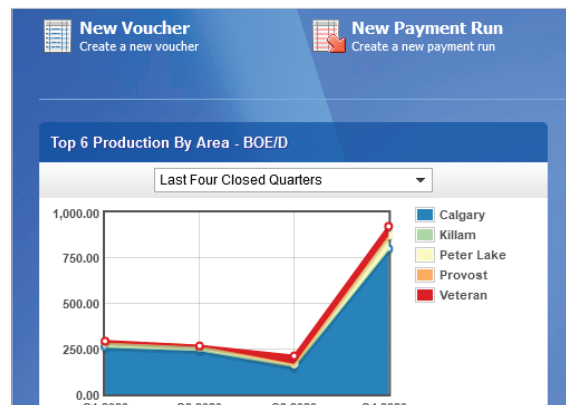 New Voucher
Create a new voucher
New Payment Run
Create a new payment run
Top 6 Production By Area - BOE/D
Last Four Closed Quarters
1,000.00
750.00
500.00
250.00
0.00
Calgary
Killam
Peter Lake
Provost
Veteran